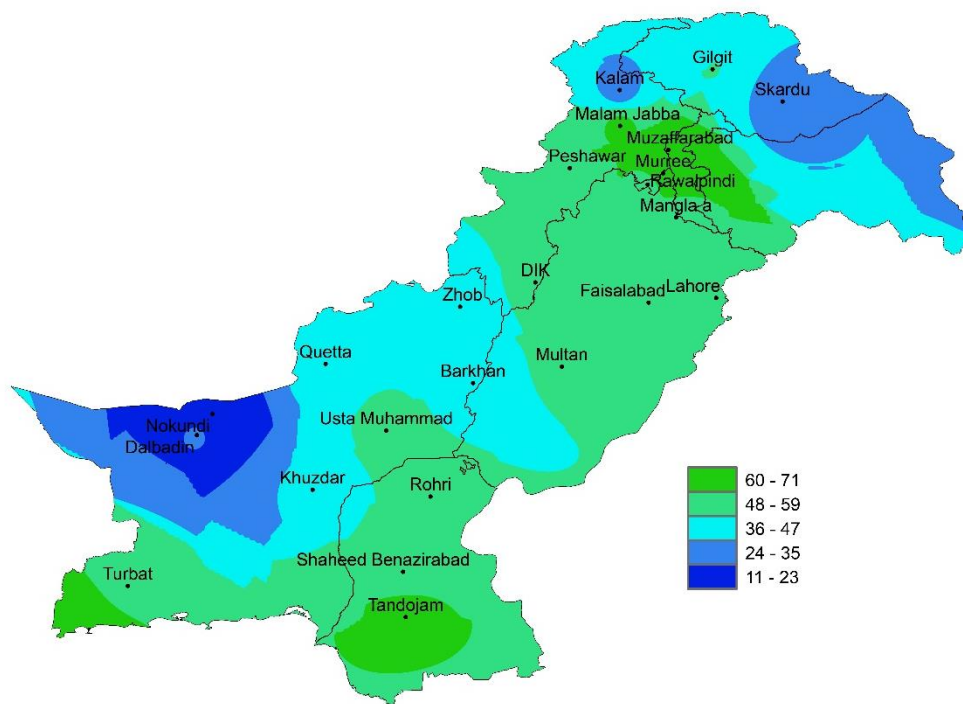 Gilgit
Kalam
Skardu
Malam Jabba
Muzaffarabad
Peshawar
Murree
Rawalpindi
Mangla a
DIK
Zhob
Faisalabad
Lahore
Quetta
Multan
Barkhan
Usta Muhammad
Nokundi
Dalbadin
Khuzdar
Rohri
60 - 71
48 - 59
36 - 47
24 - 35
11 - 23
Shaheed Benazirabad
Turbat
Tandojam